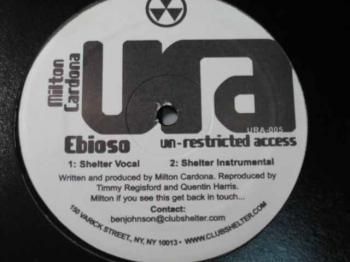 Milton
Cardona
ura
URA-005
Ebioso
un-restricted access
1: Shelter Vocal 2: Shelter Instrumental
Written and produced by Milton Cardona. Reproduced by
Timmy Regisford and Quentin Harris.
Milton if you see this get back in touch...
Contact:
benjohnson@clubshelter.com
150 VARICK STREET, NY, NY 10013 • WWW.CLUBSHELTER.COM